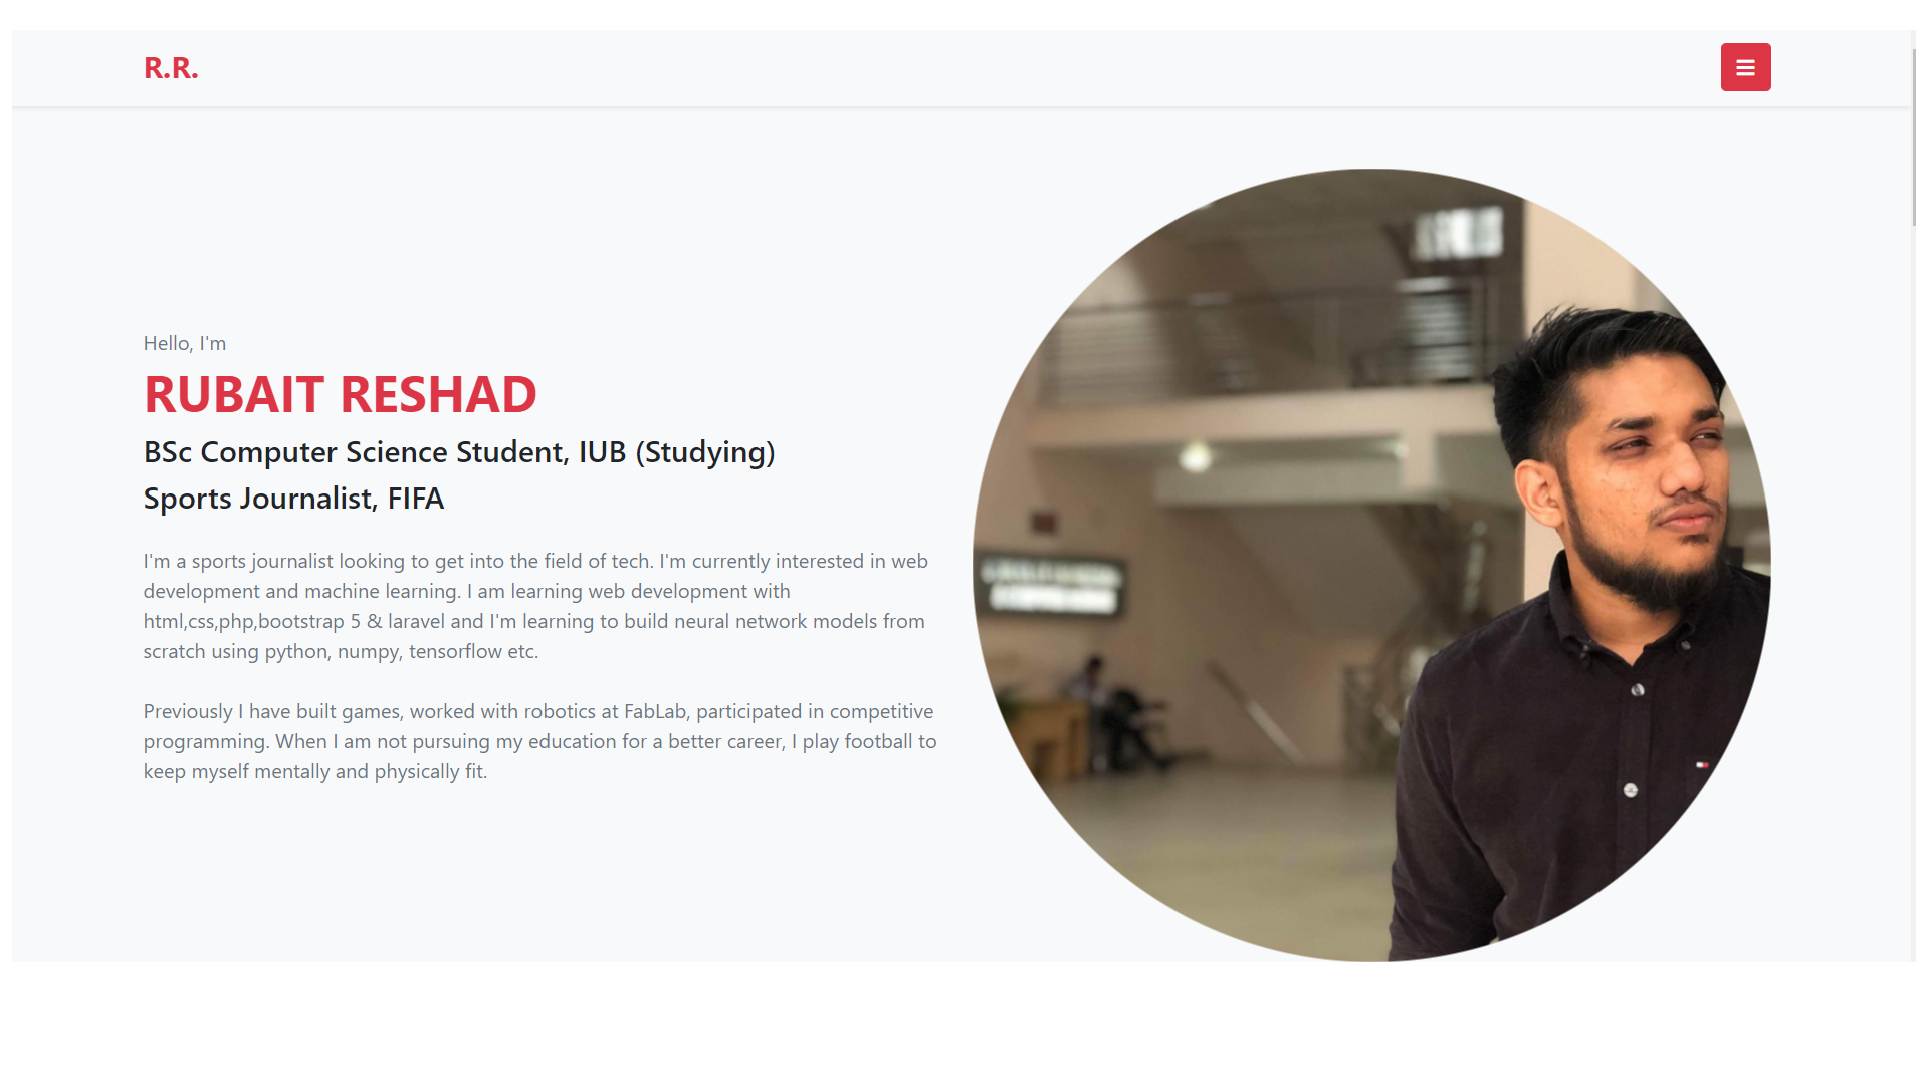 R.R.
Hello, I'm
RUBAIT RESHAD
BSc Computer Science Student, IUB (Studying)
Sports Journalist, FIFA
I'm a sports journalist looking to get into the field of tech. I'm currently interested in web
development and machine learning. I am learning web development with
html,css,php,bootstrap 5 & laravel and I'm learning to build neural network models from
scratch using python, numpy, tensorflow etc.
Previously I have built games, worked with robotics at FabLab, participated in competitive
programming. When I am not pursuing my education for a better career, I play football to
keep myself mentally and physically fit.